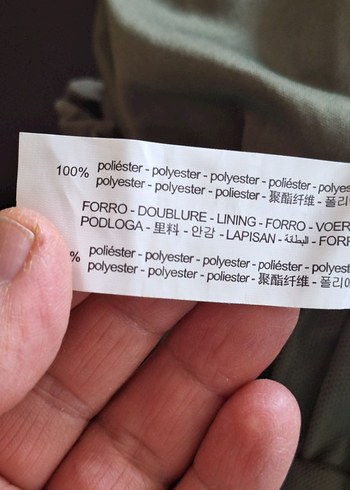 100% poliéster - polyester - polyester - poliéster - polyes
polyester - polyester - poliester - 聚酯纤维 - 폴리
FORRO - DOUBLURE - LINING - FORRO - VOER
PODLOGA - 里料 - 안감 - LAPISAN - البطانة - FORR
% poliéster - polyester - polyester - poliéster - polyest
polyester - polyester - poliester - 聚酯纤维 - 폴리에